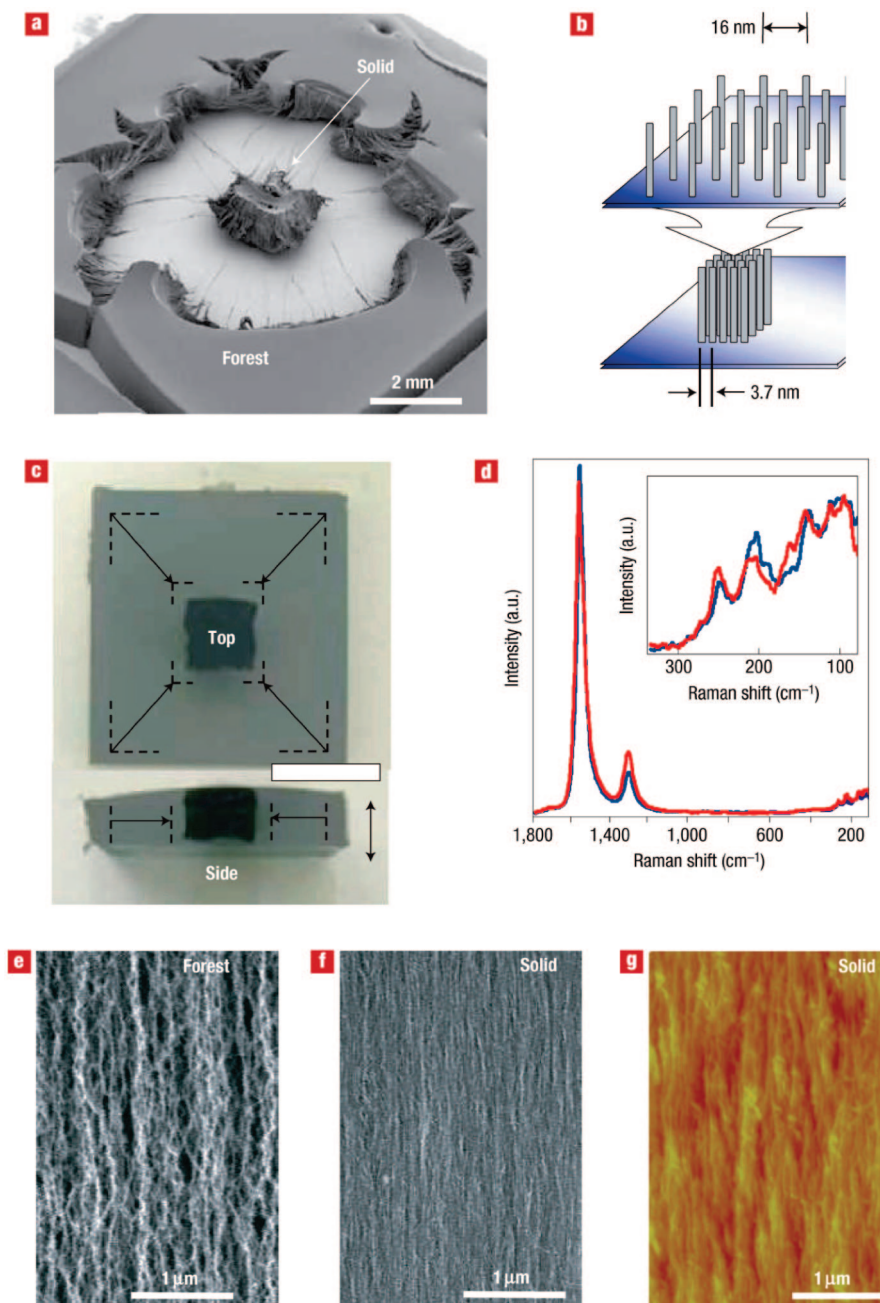 a
Solid
Forest
2 mm
b
16 nm
3.7 nm
c
Top
Side
d
Intensity (a.u.)
Intensity (a.u.)
300 200 100
Raman shift (cm–1)
1,800 1,400 1,000 600 200
Raman shift (cm–1)
e
Forest
1 µm
f
Solid
1 µm
g
Solid
1 µm